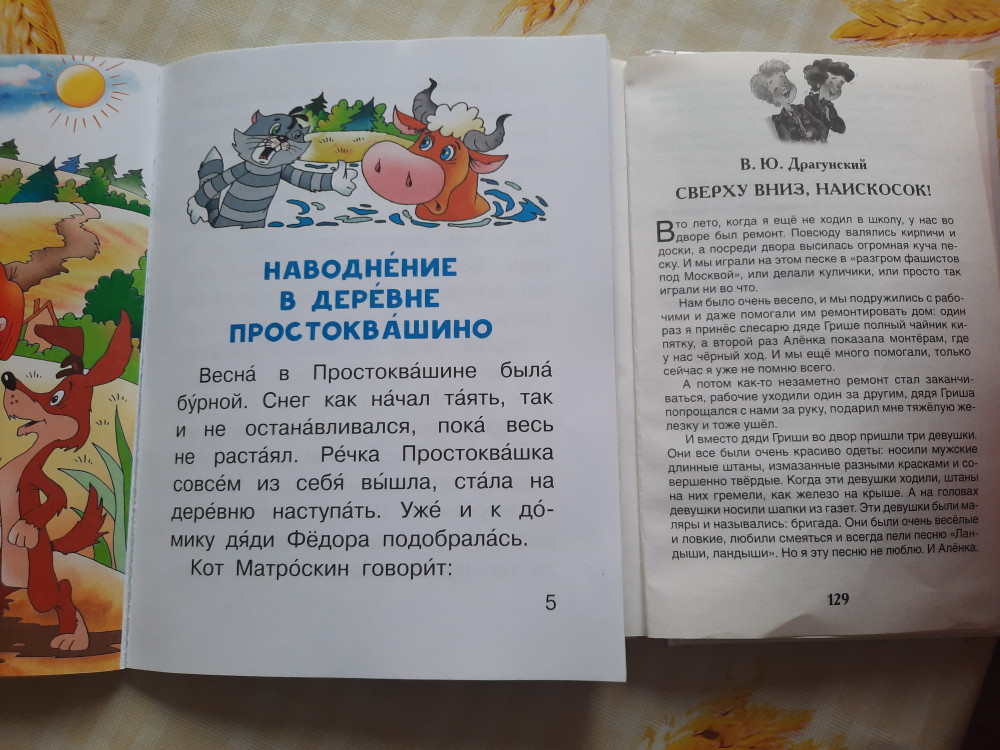 НАВОДНЕ́НИЕ
В ДЕРЕ́ВНЕ
ПРОСТОКВА́ШИНО
Весна́ в Простоква́шине была́
бу́рной. Снег как на́чал та́ять, так
и не остана́вливался, пока́ весь
не раста́ял. Ре́чка Простоква́шка
совсе́м из себя́ вы́шла, ста́ла на
дере́вню наступа́ть. Уже́ и к до́-
мику дя́ди Фёдора подобрала́сь.
Кот Матро́скин говори́т:
5
В. Ю. Драгунский
СВЕРХУ ВНИЗ, НАИСКОСОК!
В то лето, когда я ещё не ходил в школу, у нас во
дворе был ремонт. Повсюду валялись кирпичи и
доски, а посреди двора высилась огромная куча пе-
ску. И мы играли на этом песке в «разгром фашистов
под Москвой», или делали куличики, или просто так
играли ни во что.
Нам было очень весело, и мы подружились с рабо-
чими и даже помогали им ремонтировать дом: один
раз я принёс слесарю дяде Грише полный чайник ки-
пятку, а второй раз Алёнка показала монтёрам, где
у нас чёрный ход. И мы ещё много помогали, только
сейчас я уже не помню всего.
А потом как-то незаметно ремонт стал заканчи-
ваться, рабочие уходили один за другим, дядя Гриша
попрощался с нами за руку, подарил мне тяжёлую же-
лезку и тоже ушёл.
И вместо дяди Гриши во двор пришли три девушки.
Они все были очень красиво одеты: носили мужские
длинные штаны, измазанные разными красками и со-
вершенно твёрдые. Когда эти девушки ходили, штаны
на них гремели, как железо на крыше. А на головах
девушки носили шапки из газет. Эти девушки были ма-
ляры и назывались: бригада. Они были очень весёлые
и ловкие, любили смеяться и всегда пели песню «Лан-
дыши, ландыши». Но я эту песню не люблю. И Алёнка.
129